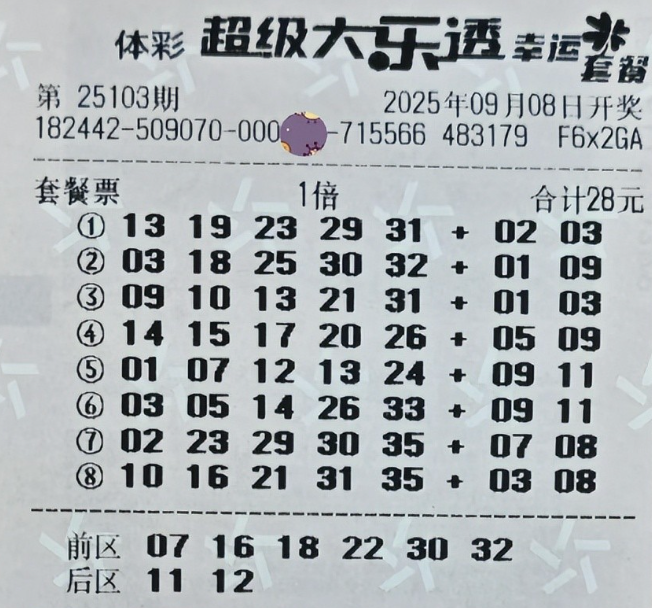 体彩 超级大乐透 幸运套餐
第 25103期 2025年09月08日开奖
182442-509070-000 -715566 483179 F6x2GA
套餐票 1倍 合计28元
① 13 19 23 29 31 + 02 03
② 03 18 25 30 32 + 01 09
③ 09 10 13 21 31 + 01 03
④ 14 15 17 20 26 + 05 09
⑤ 01 07 12 13 24 + 09 11
⑥ 03 05 14 26 33 + 09 11
⑦ 02 23 29 30 35 + 07 08
⑧ 10 16 21 31 35 + 03 08
前区 07 16 18 22 30 32
后区 11 12